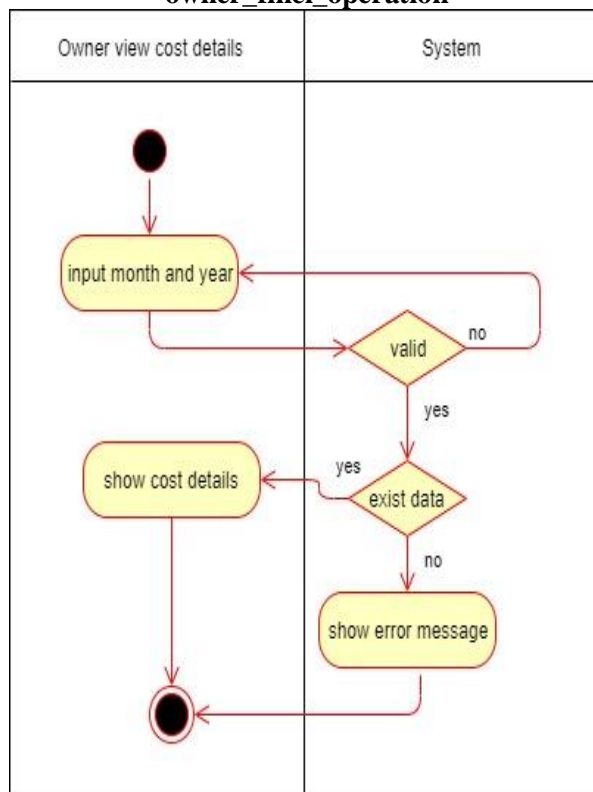 Owner view cost details
System
input month and year
valid
no
yes
yes
show cost details
exist data
no
show error message